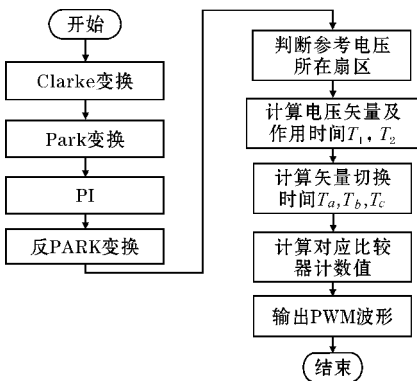 开始
Clarke变换
Park变换
PI
反PARK变换
判断参考电压
所在扇区
计算电压矢量及
作用时间T₁, T₂
计算矢量切换
时间Tₐ,T_b,T_c
计算对应比较
器计数值
输出PWM波形
结束